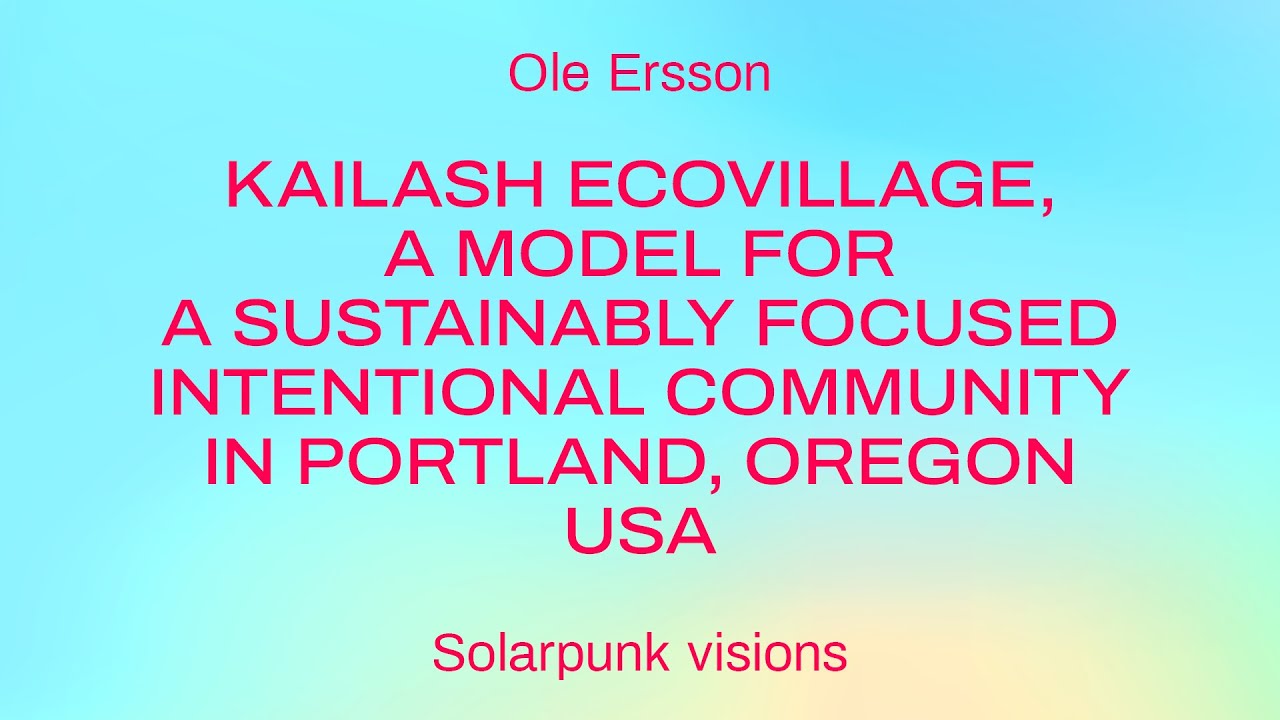 Ole Ersson
KAILASH ECOVILLAGE,
A MODEL FOR
A SUSTAINABLY FOCUSED
INTENTIONAL COMMUNITY
IN PORTLAND, OREGON
USA
Solarpunk visions